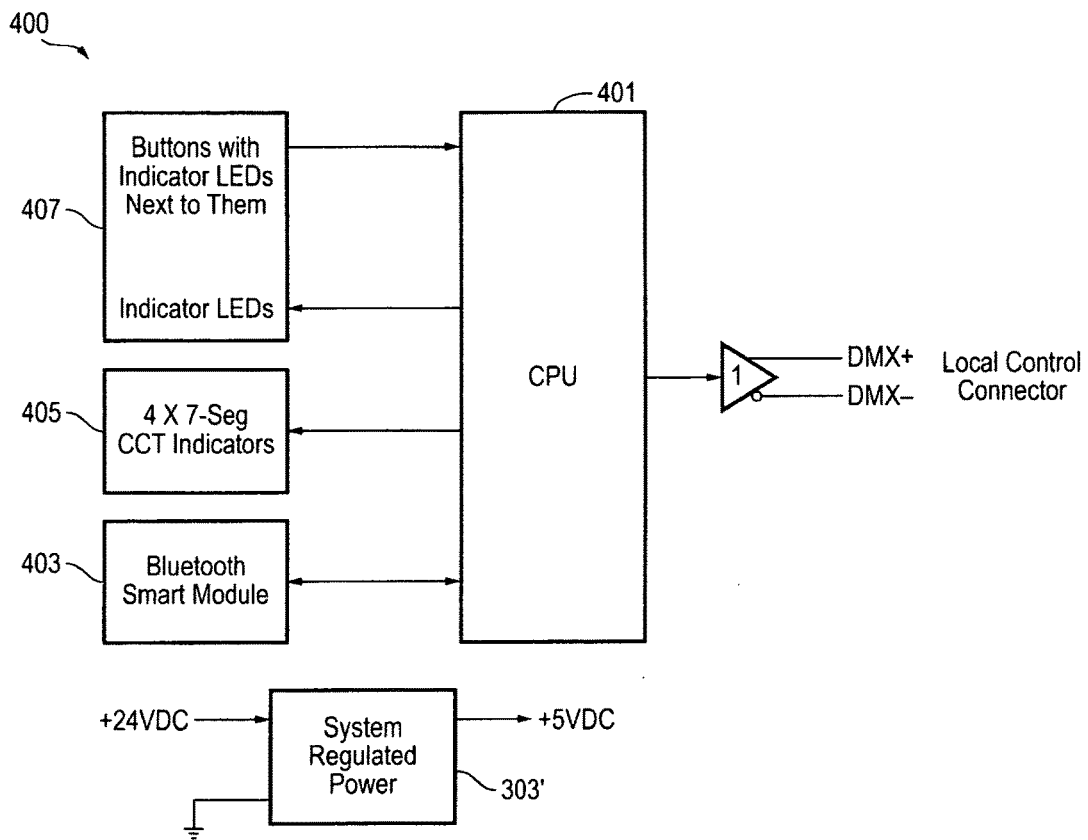 400
401
Buttons with
Indicator LEDs
Next to Them
407
Indicator LEDs
CPU
1
DMX+
DMX–
Local Control
Connector
405
4 X 7-Seg
CCT Indicators
403
Bluetooth
Smart Module
+24VDC
System
Regulated
Power
+5VDC
303'